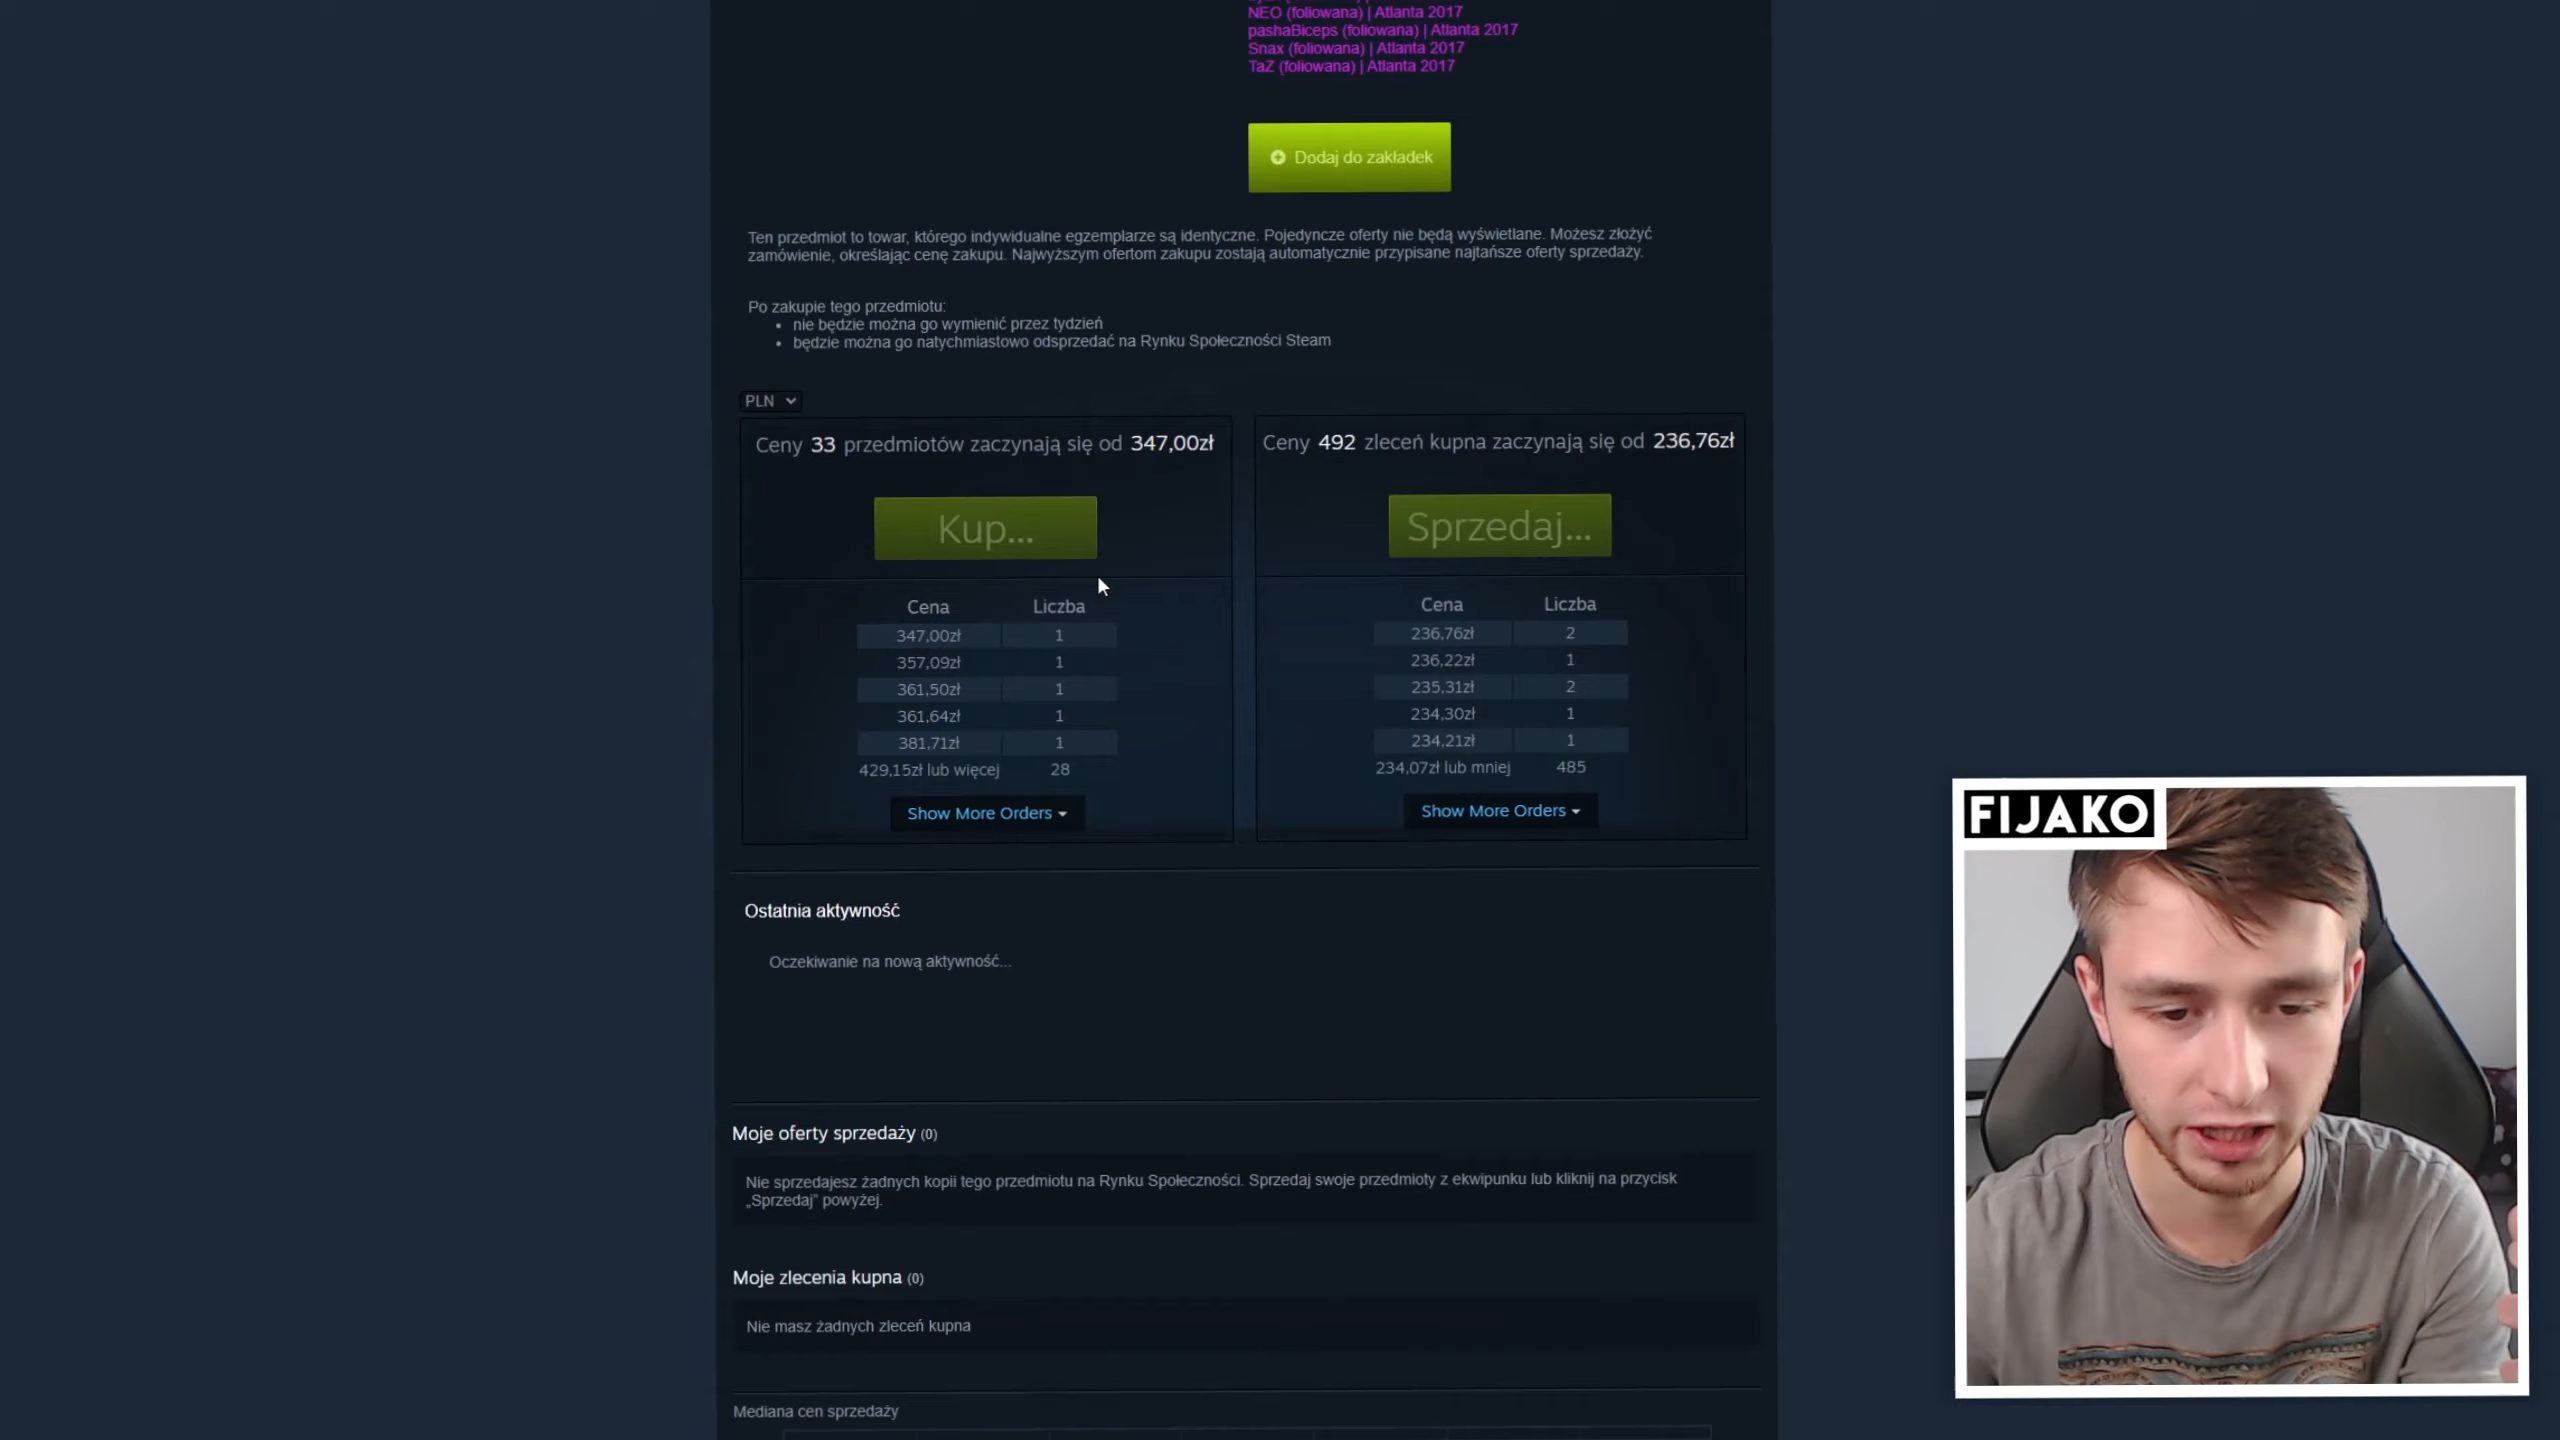 NEO (foliowana) | Atlanta 2017
pashaBiceps (foliowana) | Atlanta 2017
Snax (foliowana) | Atlanta 2017
TaZ (foliowana) | Atlanta 2017
Dodaj do zakładek
Ten przedmiot to towar, którego indywidualne egzemplarze są identyczne. Pojedyncze oferty nie będą wyświetlane. Możesz złożyć
zamówienie, określając cenę zakupu. Najwyższym ofertom zakupu zostają automatycznie przypisane najtańsze oferty sprzedaży.
Po zakupie tego przedmiotu:
• nie będzie można go wymienić przez tydzień
• będzie można go natychmiastowo odsprzedać na Rynku Społeczności Steam
PLN
Ceny 33 przedmiotów zaczynają się od 347,00zł
Kup...
Cena Liczba
347,00zł 1
357,09zł 1
361,50zł 1
361,64zł 1
381,71zł 1
429,15zł lub więcej 28
Show More Orders
Ceny 492 zleceń kupna zaczynają się od 236,76zł
Sprzedaj...
Cena Liczba
236,76zł 2
236,22zł 1
235,31zł 2
234,30zł 1
234,21zł 1
234,07zł lub mniej 485
Show More Orders
Ostatnia aktywność
Oczekiwanie na nową aktywność...
Moje oferty sprzedaży (0)
Nie sprzedajesz żadnych kopii tego przedmiotu na Rynku Społeczności. Sprzedaj swoje przedmioty z ekwipunku lub kliknij na przycisk
„Sprzedaj” powyżej.
Moje zlecenia kupna (0)
Nie masz żadnych zleceń kupna
Mediana cen sprzedaży
FIJAKO